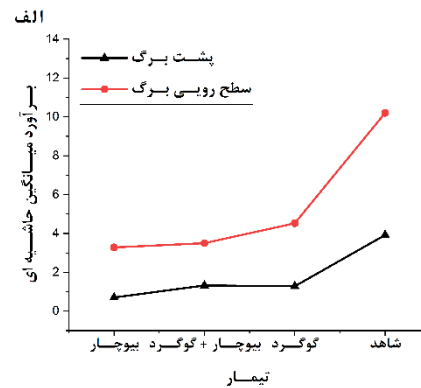 الف
پشت برگ
سطح رویی برگ
برآورد میانگین حاشیه ای
14
12
10
8
6
4
2
0
بیوچار
بیوچار + گوگرد
گوگرد
شاهد
تیمار